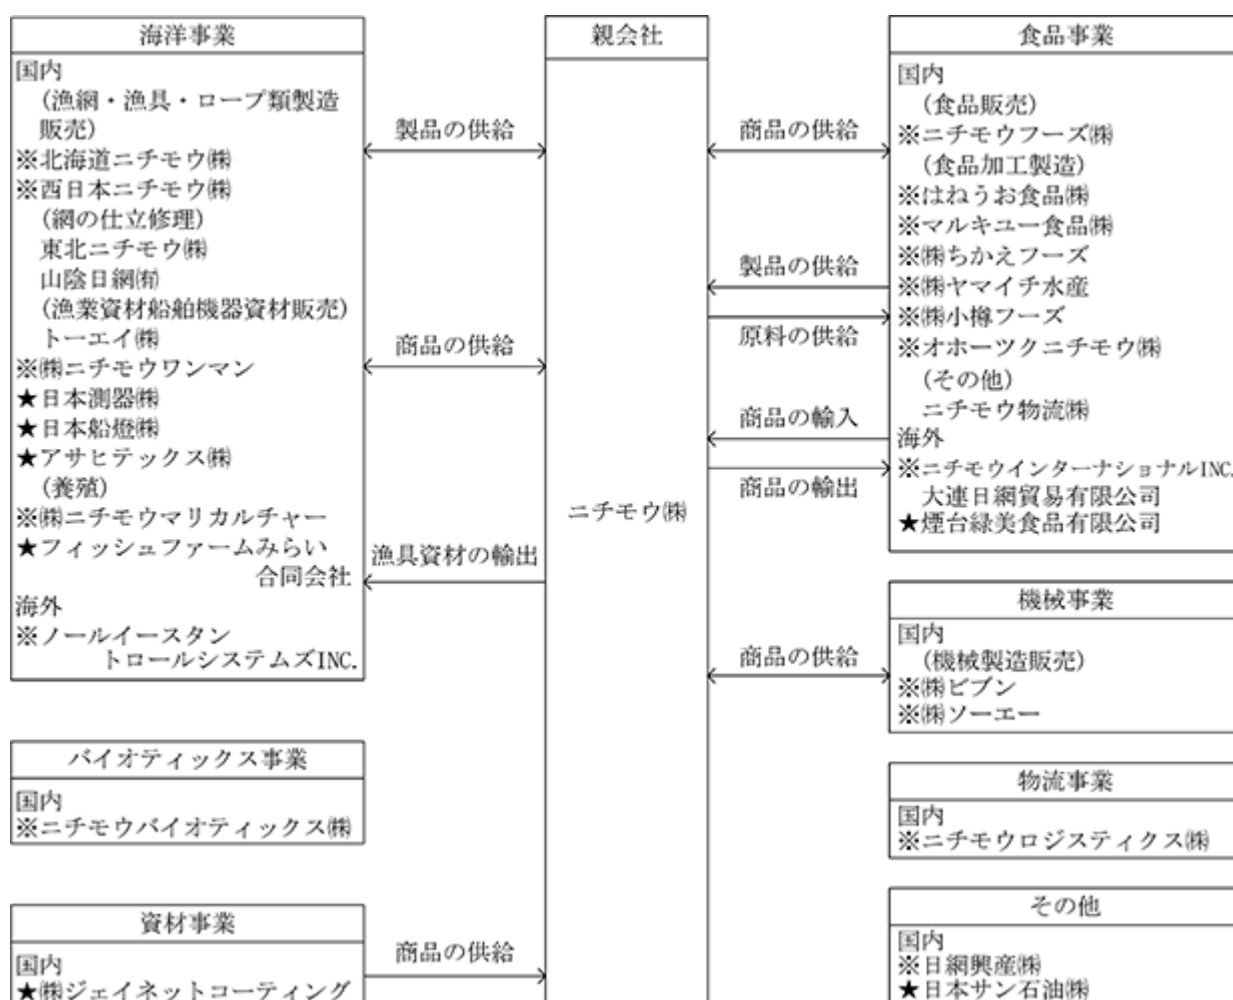 海洋事業
国内
(漁網・漁具・ロープ類製造
販売)
※北海道ニチモウ㈱
※西日本ニチモウ㈱
(網の仕立修理)
東北ニチモウ㈱
山陰日網㈲
(漁業資材船舶機器資材販売)
トーエイ㈱
※㈱ニチモウワンマン
★日本測器㈱
★日本船燈㈱
★アサヒテックス㈱
(養殖)
※㈱ニチモウマリカルチャー
★フィッシュファームみらい
合同会社
海外
※ノールイースタン
トロールシステムズINC.
バイオティックス事業
国内
※ニチモウバイオティックス㈱
資材事業
国内
★㈱ジェイネットコーティング
製品の供給
商品の供給
漁具資材の輸出
商品の供給
親会社
ニチモウ㈱
商品の供給
製品の供給
原料の供給
商品の輸入
商品の輸出
商品の供給
食品事業
国内
(食品販売)
※ニチモウフーズ㈱
(食品加工製造)
※はねうお食品㈱
※マルキユー食品㈱
※㈱ちかえフーズ
※㈱ヤマイチ水産
※㈱小樽フーズ
※オホーツクニチモウ㈱
(その他)
ニチモウ物流㈱
海外
※ニチモウインターナショナルINC.
大連日網貿易有限公司
★煙台緑美食品有限公司
機械事業
国内
(機械製造販売)
※㈱ビブン
※㈱ソーエー
物流事業
国内
※ニチモウロジスティクス㈱
その他
国内
※日網興産㈱
★日本サン石油㈱